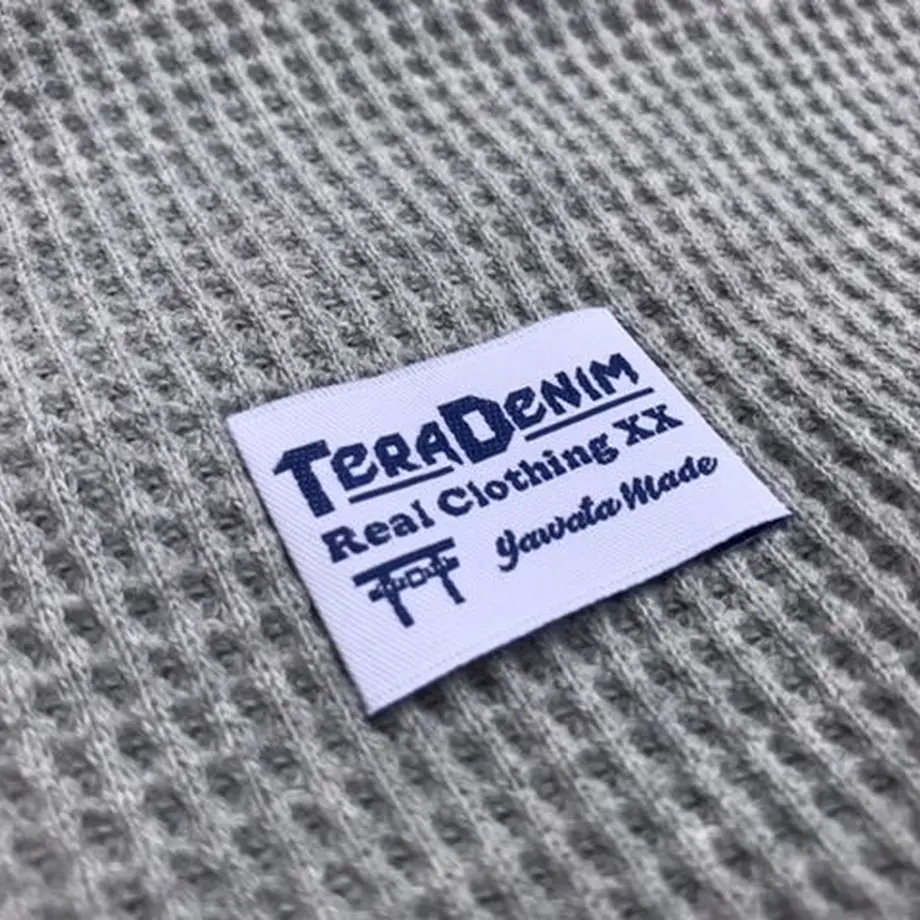 TERADENIM
Real Clothing XX
Yawata Made